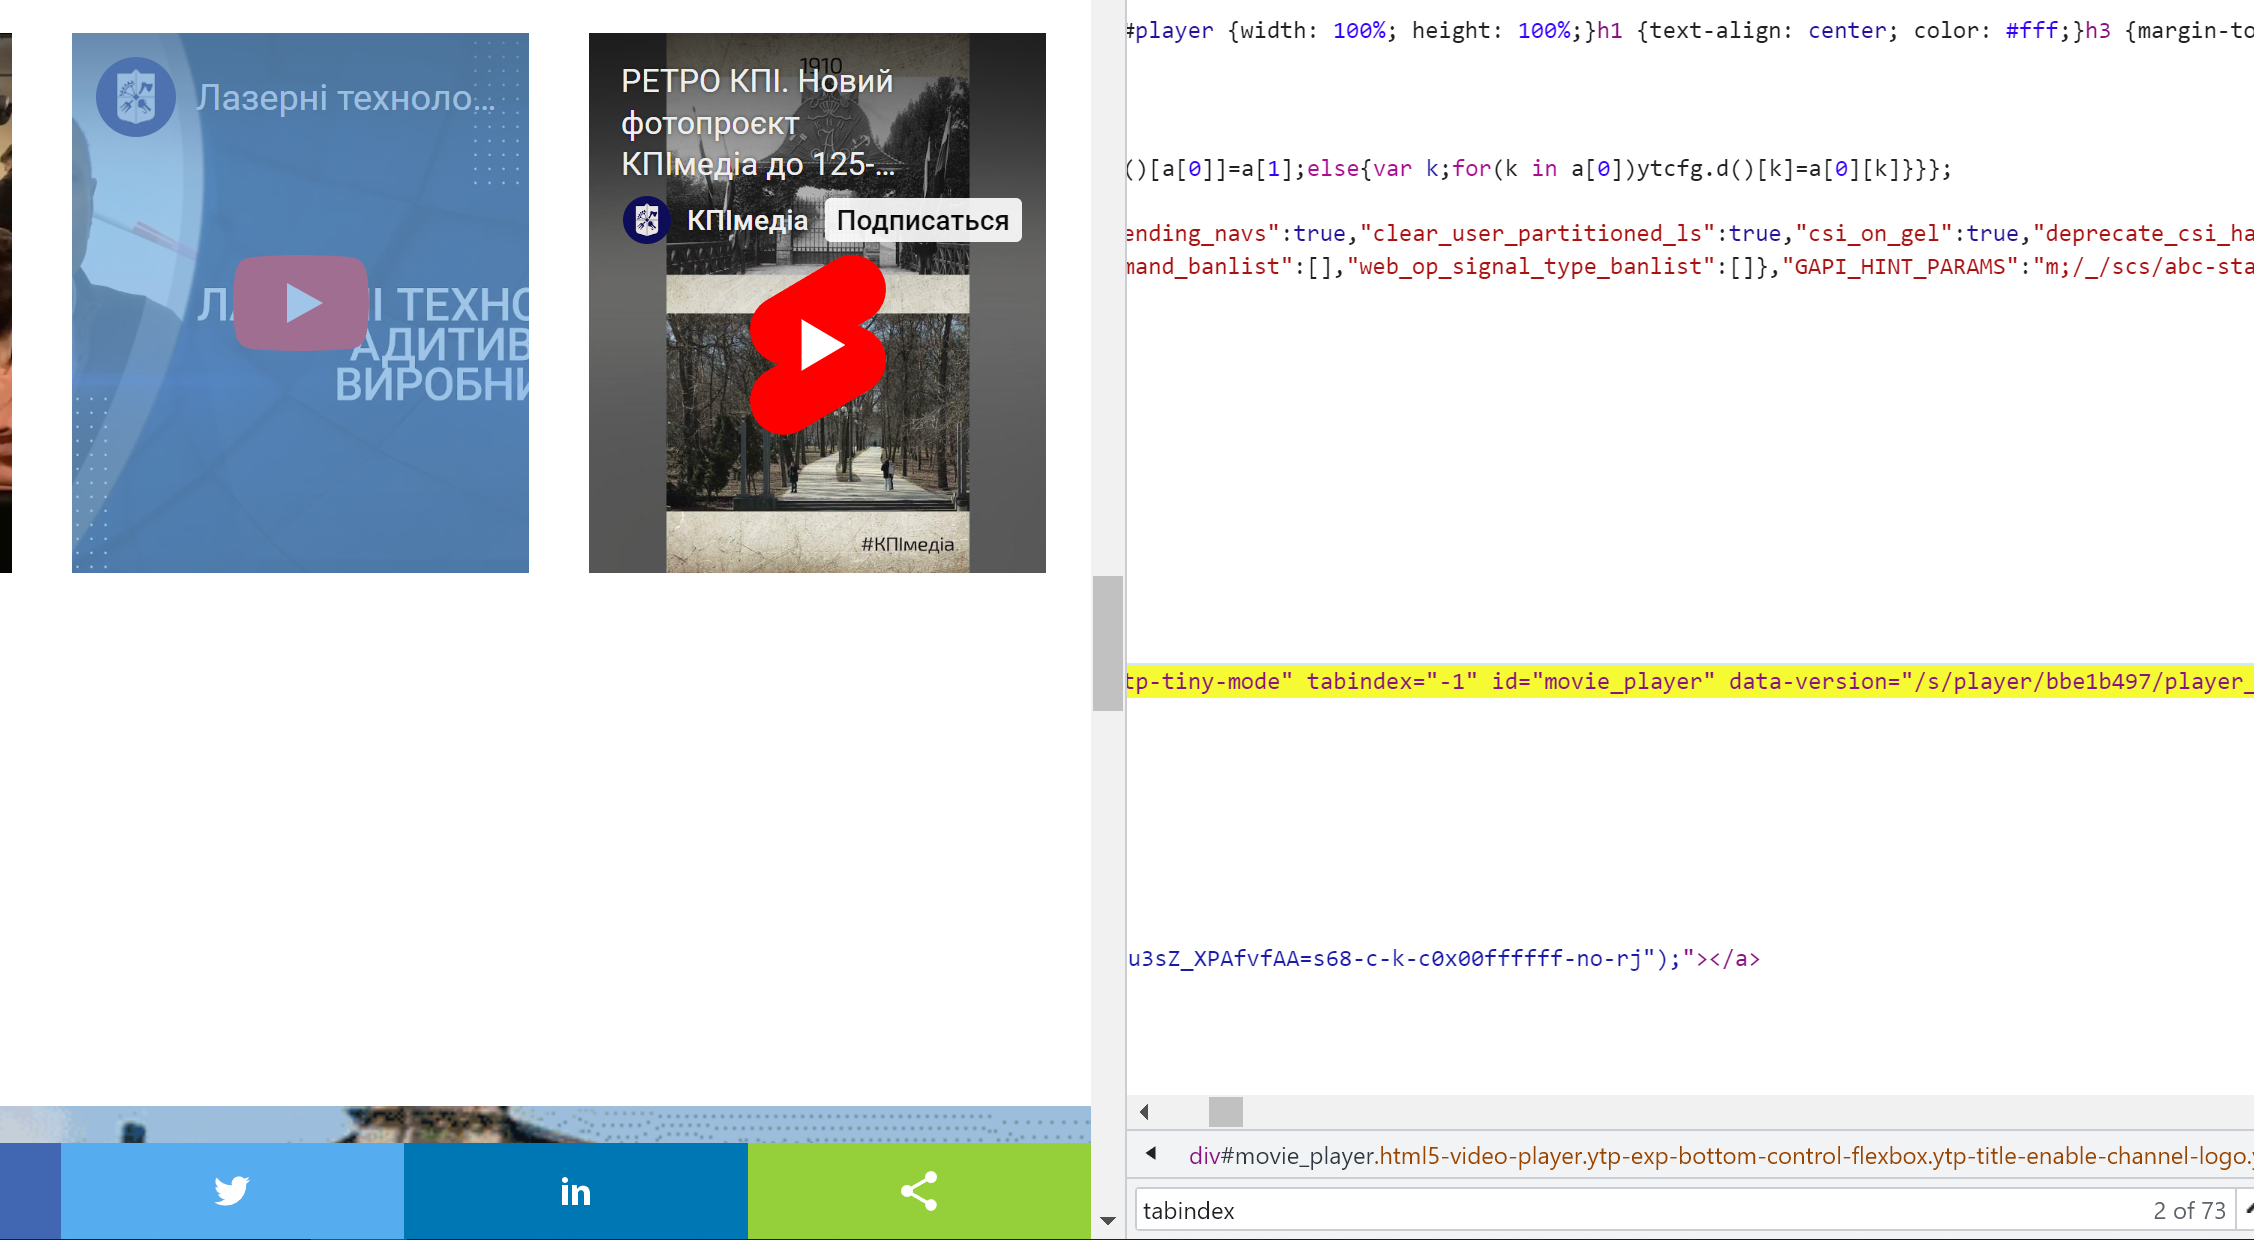 Лазерні техноло...
ЛА
І ТЕХНО
АДИТИВ
ВИРОБНИ
1910
РЕТРО КПІ. Новий
фотопроєкт
КПІмедіа до 125-...
КПІмедіа Подписаться
#КПІмедіа
in
#player {width: 100%; height: 100%;}h1 {text-align: center; color: #fff;}h3 {margin-to
()[a[0]]=a[1];else{var k;for(k in a[0])ytcfg.d()[k]=a[0][k]}}};
ending_navs":true,"clear_user_partitioned_ls":true,"csi_on_gel":true,"deprecate_csi_ha
mand_banlist":[],"web_op_signal_type_banlist":[]},"GAPI_HINT_PARAMS":"m;/_/scs/abc-sta
tp-tiny-mode" tabindex="-1" id="movie_player" data-version="/s/player/bbe1b497/player_
u3sZ_XPAfvfAA=s68-c-k-c0x00ffffff-no-rj");"></a>
div#movie_player.html5-video-player.ytp-exp-bottom-control-flexbox.ytp-title-enable-channel-logo.y
tabindex 2 of 73